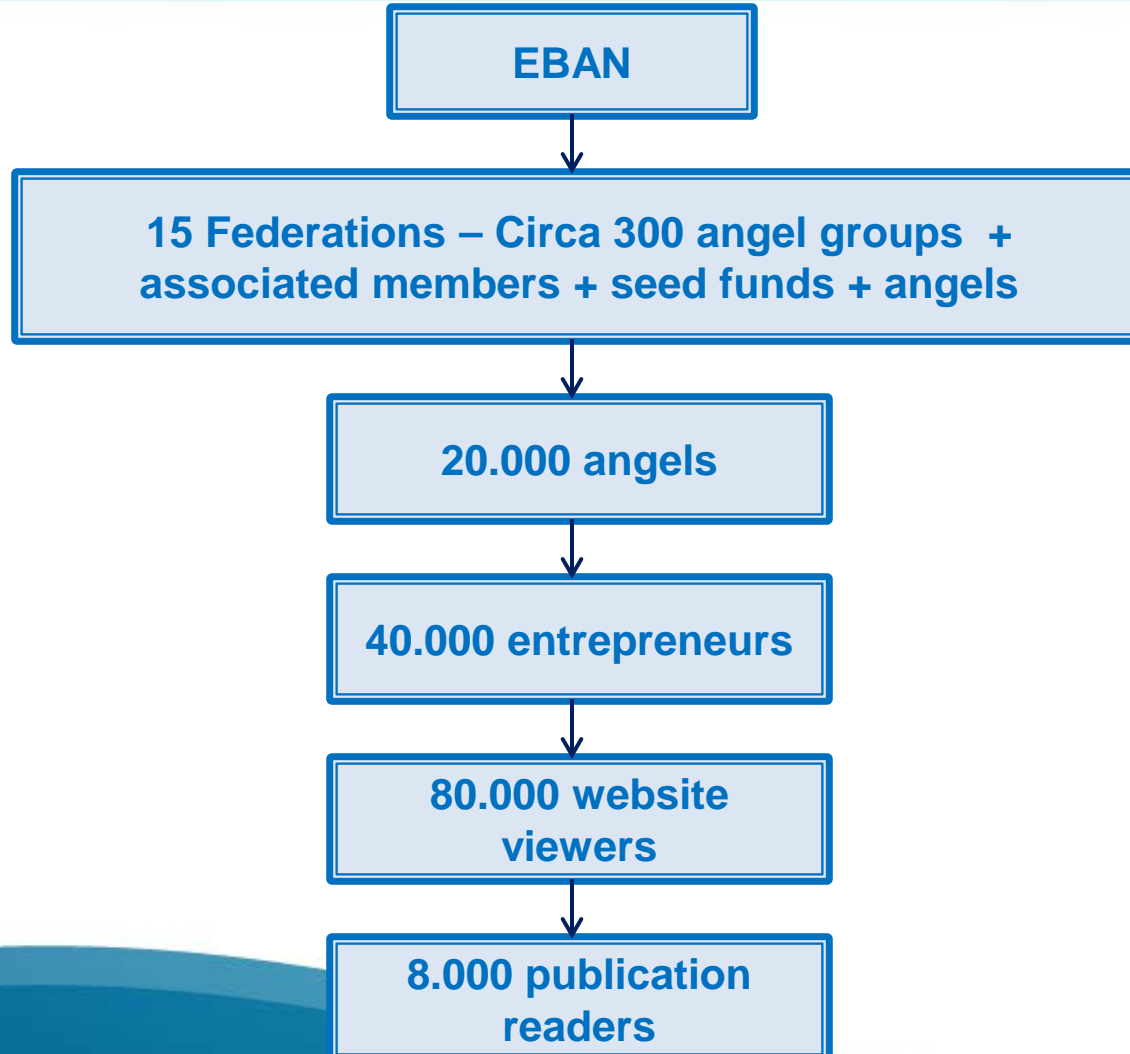 EBAN
15 Federations – Circa 300 angel groups +
associated members + seed funds + angels
20.000 angels
40.000 entrepreneurs
80.000 website
viewers
8.000 publication
readers